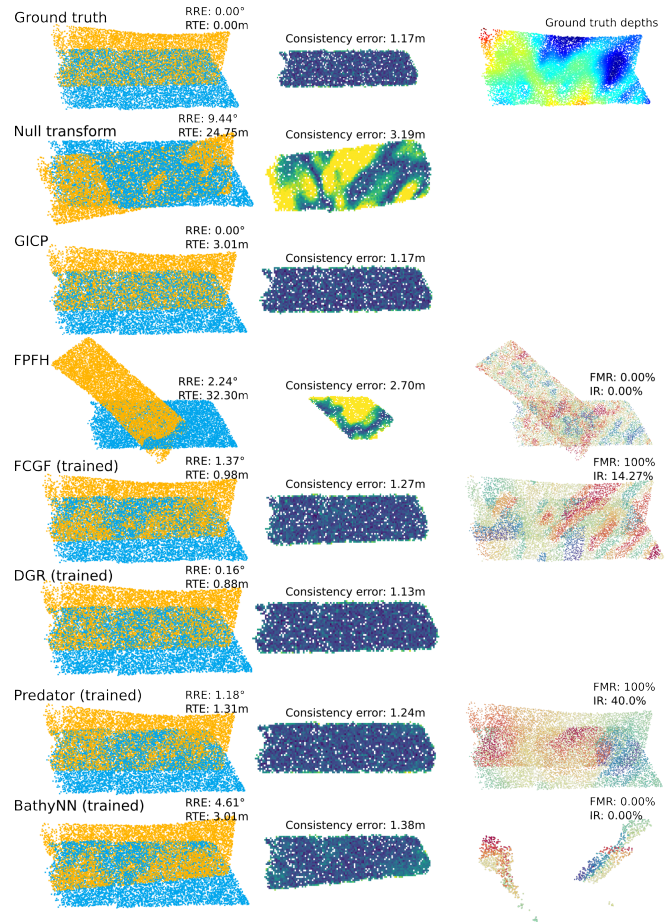 Ground truth
RRE: 0.00°
RTE: 0.00m
Consistency error: 1.17m
Ground truth depths
Null transform
RRE: 9.44°
RTE: 24.75m
Consistency error: 3.19m
GICP
RRE: 0.00°
RTE: 3.01m
Consistency error: 1.17m
FPFH
RRE: 2.24°
RTE: 32.30m
Consistency error: 2.70m
FMR: 0.00%
IR: 0.00%
FCGF (trained)
RRE: 1.37°
RTE: 0.98m
Consistency error: 1.27m
FMR: 100%
IR: 14.27%
DGR (trained)
RRE: 0.16°
RTE: 0.88m
Consistency error: 1.13m
Predator (trained)
RRE: 1.18°
RTE: 1.31m
Consistency error: 1.24m
FMR: 100%
IR: 40.0%
BathyNN (trained)
RRE: 4.61°
RTE: 3.01m
Consistency error: 1.38m
FMR: 0.00%
IR: 0.00%